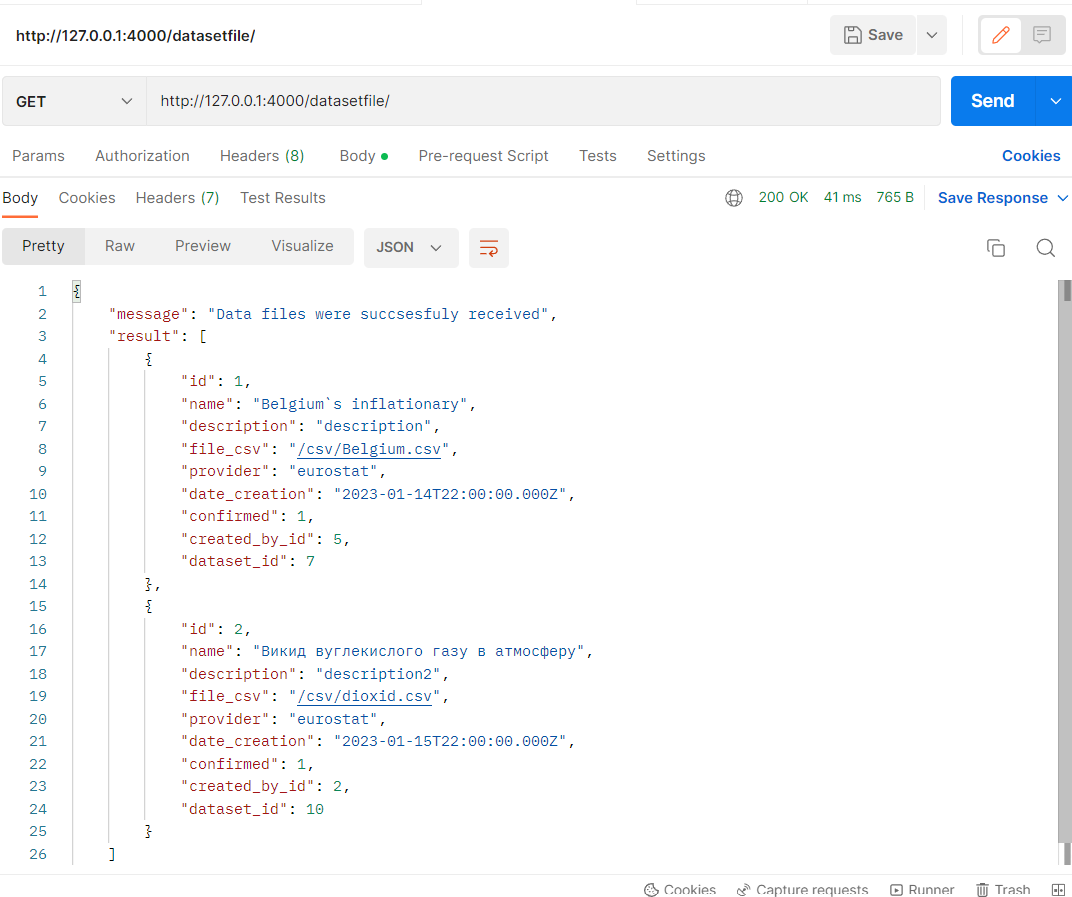 http://127.0.0.1:4000/datasetfile/ Save
GET http://127.0.0.1:4000/datasetfile/ Send
Params Authorization Headers (8) Body Pre-request Script Tests Settings Cookies
Body Cookies Headers (7) Test Results 200 OK 41 ms 765 B Save Response
Pretty Raw Preview Visualize JSON
1 {
2 "message": "Data files were succsesfuly received",
3 "result": [
4 {
5 "id": 1,
6 "name": "Belgium`s inflationary",
7 "description": "description",
8 "file_csv": "/csv/Belgium.csv",
9 "provider": "eurostat",
10 "date_creation": "2023-01-14T22:00:00.000Z",
11 "confirmed": 1,
12 "created_by_id": 5,
13 "dataset_id": 7
14 },
15 {
16 "id": 2,
17 "name": "Викид вуглекислого газу в атмосферу",
18 "description": "description2",
19 "file_csv": "/csv/dioxid.csv",
20 "provider": "eurostat",
21 "date_creation": "2023-01-15T22:00:00.000Z",
22 "confirmed": 1,
23 "created_by_id": 2,
24 "dataset_id": 10
25 }
26 ]
Cookies Capture requests Runner Trash